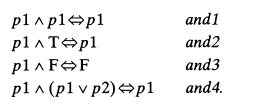 p1 ∧ p1⇔p1 and1
p1 ∧ T⇔p1 and2
p1 ∧ F⇔F and3
p1 ∧ (p1 ∨ p2)⇔p1 and4.